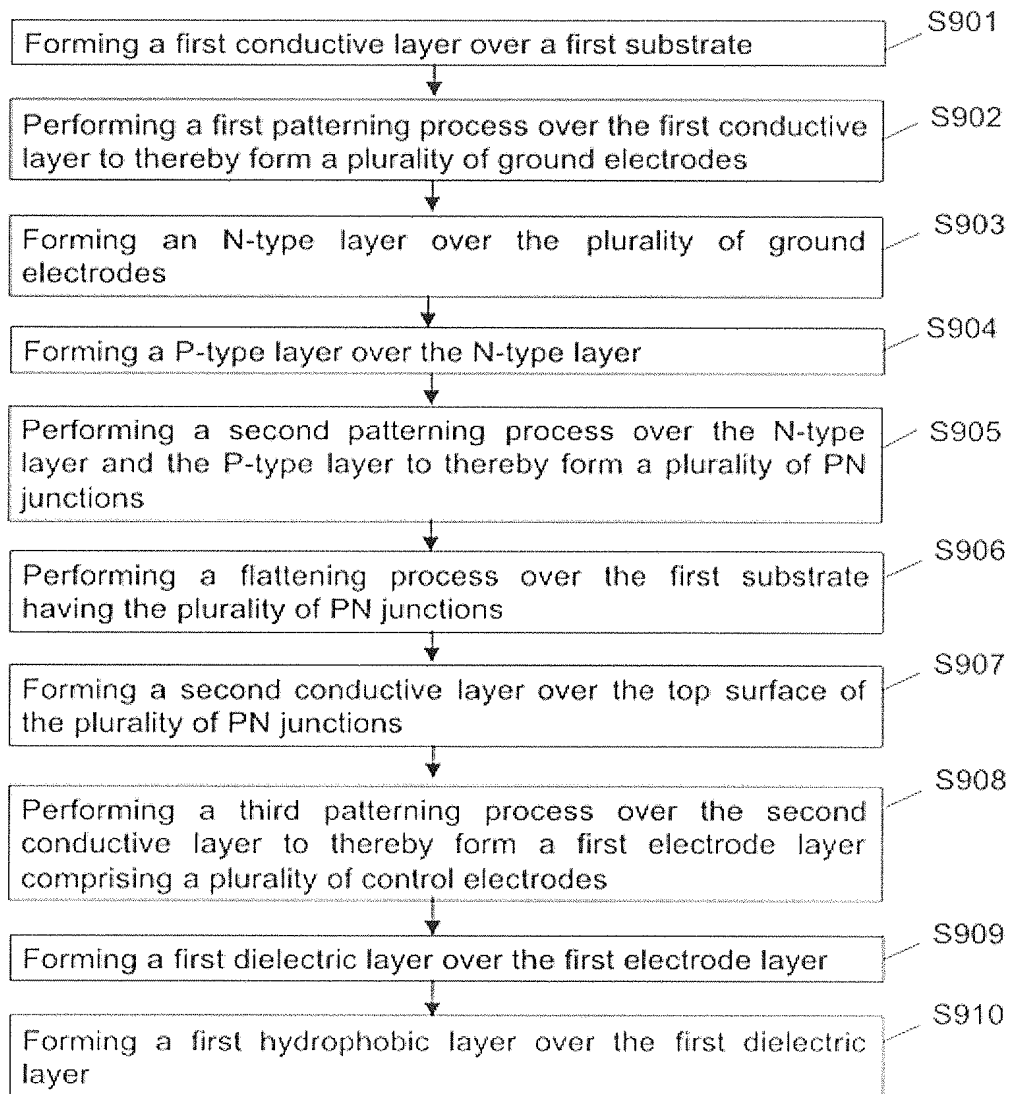 Forming a first conductive layer over a first substrate
S901
Performing a first patterning process over the first conductive
layer to thereby form a plurality of ground electrodes
S902
Forming an N-type layer over the plurality of ground
electrodes
S903
Forming a P-type layer over the N-type layer
S904
Performing a second patterning process over the N-type
layer and the P-type layer to thereby form a plurality of PN
junctions
S905
Performing a flattening process over the first substrate
having the plurality of PN junctions
S906
Forming a second conductive layer over the top surface of
the plurality of PN junctions
S907
Performing a third patterning process over the second
conductive layer to thereby form a first electrode layer
comprising a plurality of control electrodes
S908
Forming a first dielectric layer over the first electrode layer
S909
Forming a first hydrophobic layer over the first dielectric
layer
S910